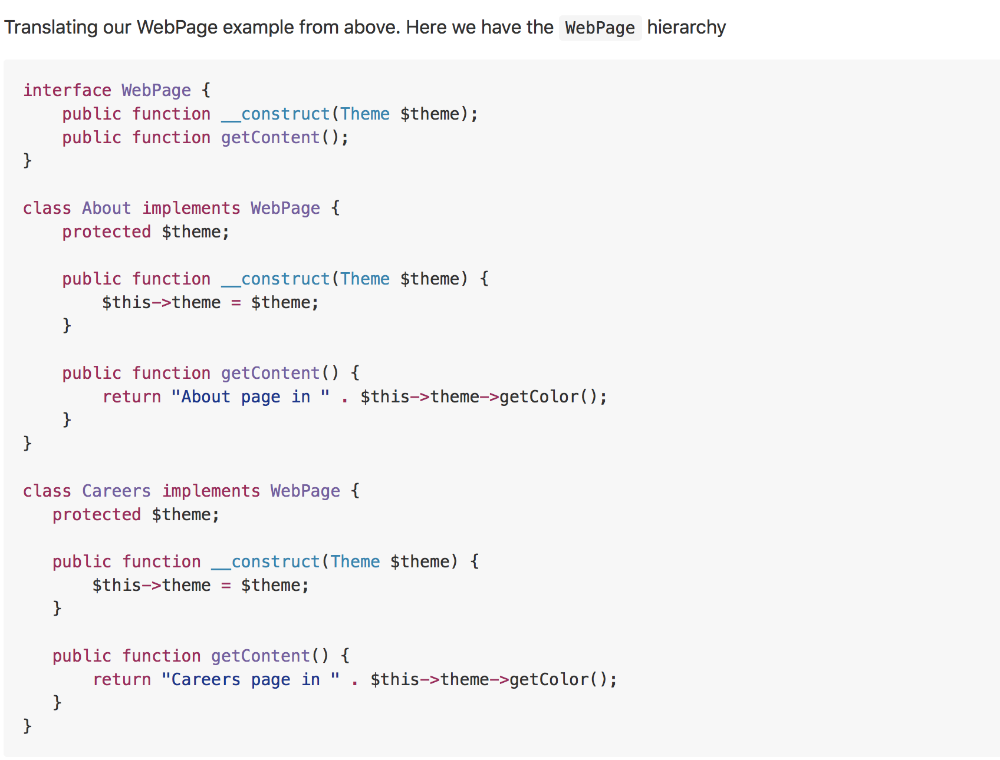 Translating our WebPage example from above. Here we have the WebPage hierarchy
interface WebPage {
    public function __construct(Theme $theme);
    public function getContent();
}

class About implements WebPage {
    protected $theme;

    public function __construct(Theme $theme) {
        $this->theme = $theme;
    }

    public function getContent() {
        return "About page in " . $this->theme->getColor();
    }
}

class Careers implements WebPage {
   protected $theme;

   public function __construct(Theme $theme) {
       $this->theme = $theme;
   }

   public function getContent() {
       return "Careers page in " . $this->theme->getColor();
   }
}